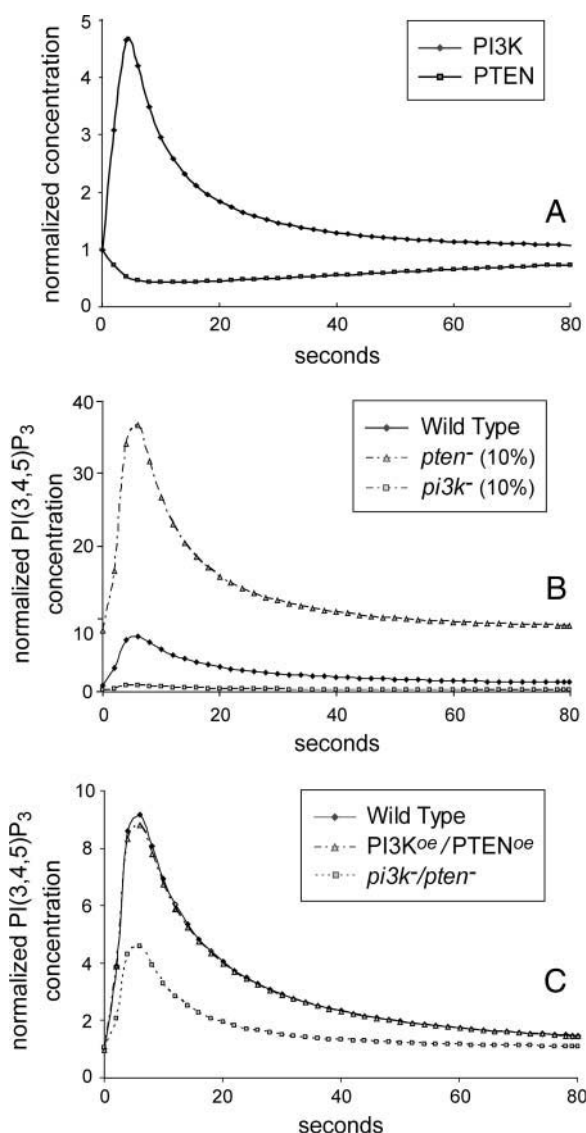 5
PI3K
PTEN
4
3
2
1
0
A
normalized concentration
0 20 40 60 80
seconds
40
Wild Type
pten- (10%)
pi3k- (10%)
30
30
10
0
B
normalized PI(3,4,5)P3
concentration
0 20 40 60 80
seconds
10
Wild Type
PI3Koe/PTENoe
pi3k-/pten-
8
6
4
2
0
C
normalized PI(3,4,5)P3
concentration
0 20 40 60 80
seconds